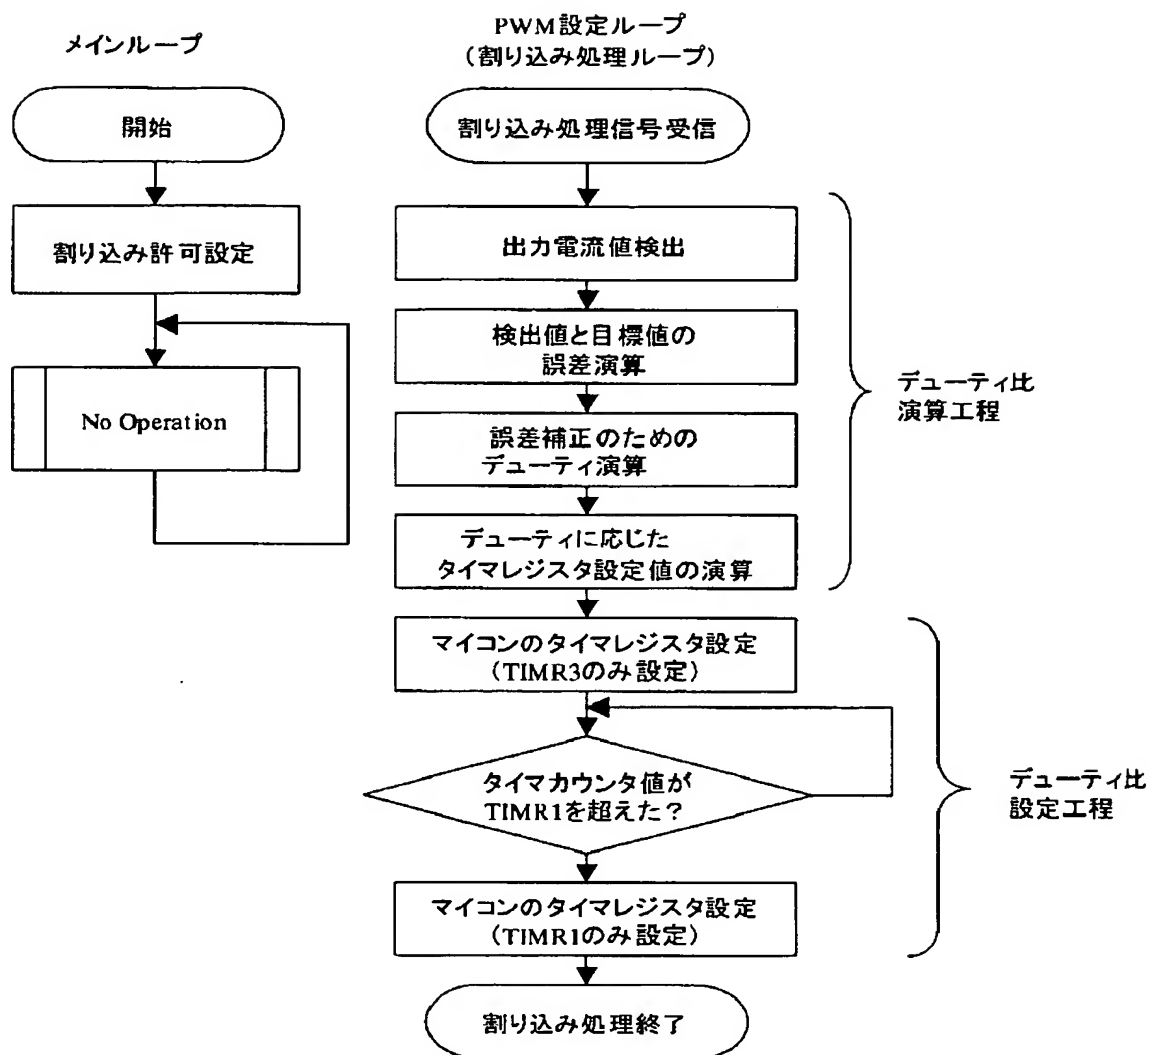 メインループ
開始
割り込み許可設定
No Operation
PWM設定ループ
(割り込み処理ループ)
割り込み処理信号受信
出力電流値検出
検出値と目標値の
誤差演算
誤差補正のための
デューティ演算
デューティに応じた
タイマレジスタ設定値の演算
デューティ比
演算工程
マイコンのタイマレジスタ設定
(TIMR3のみ設定)
タイマカウンタ値が
TIMR1を超えた?
マイコンのタイマレジスタ設定
(TIMR1のみ設定)
デューティ比
設定工程
割り込み処理終了